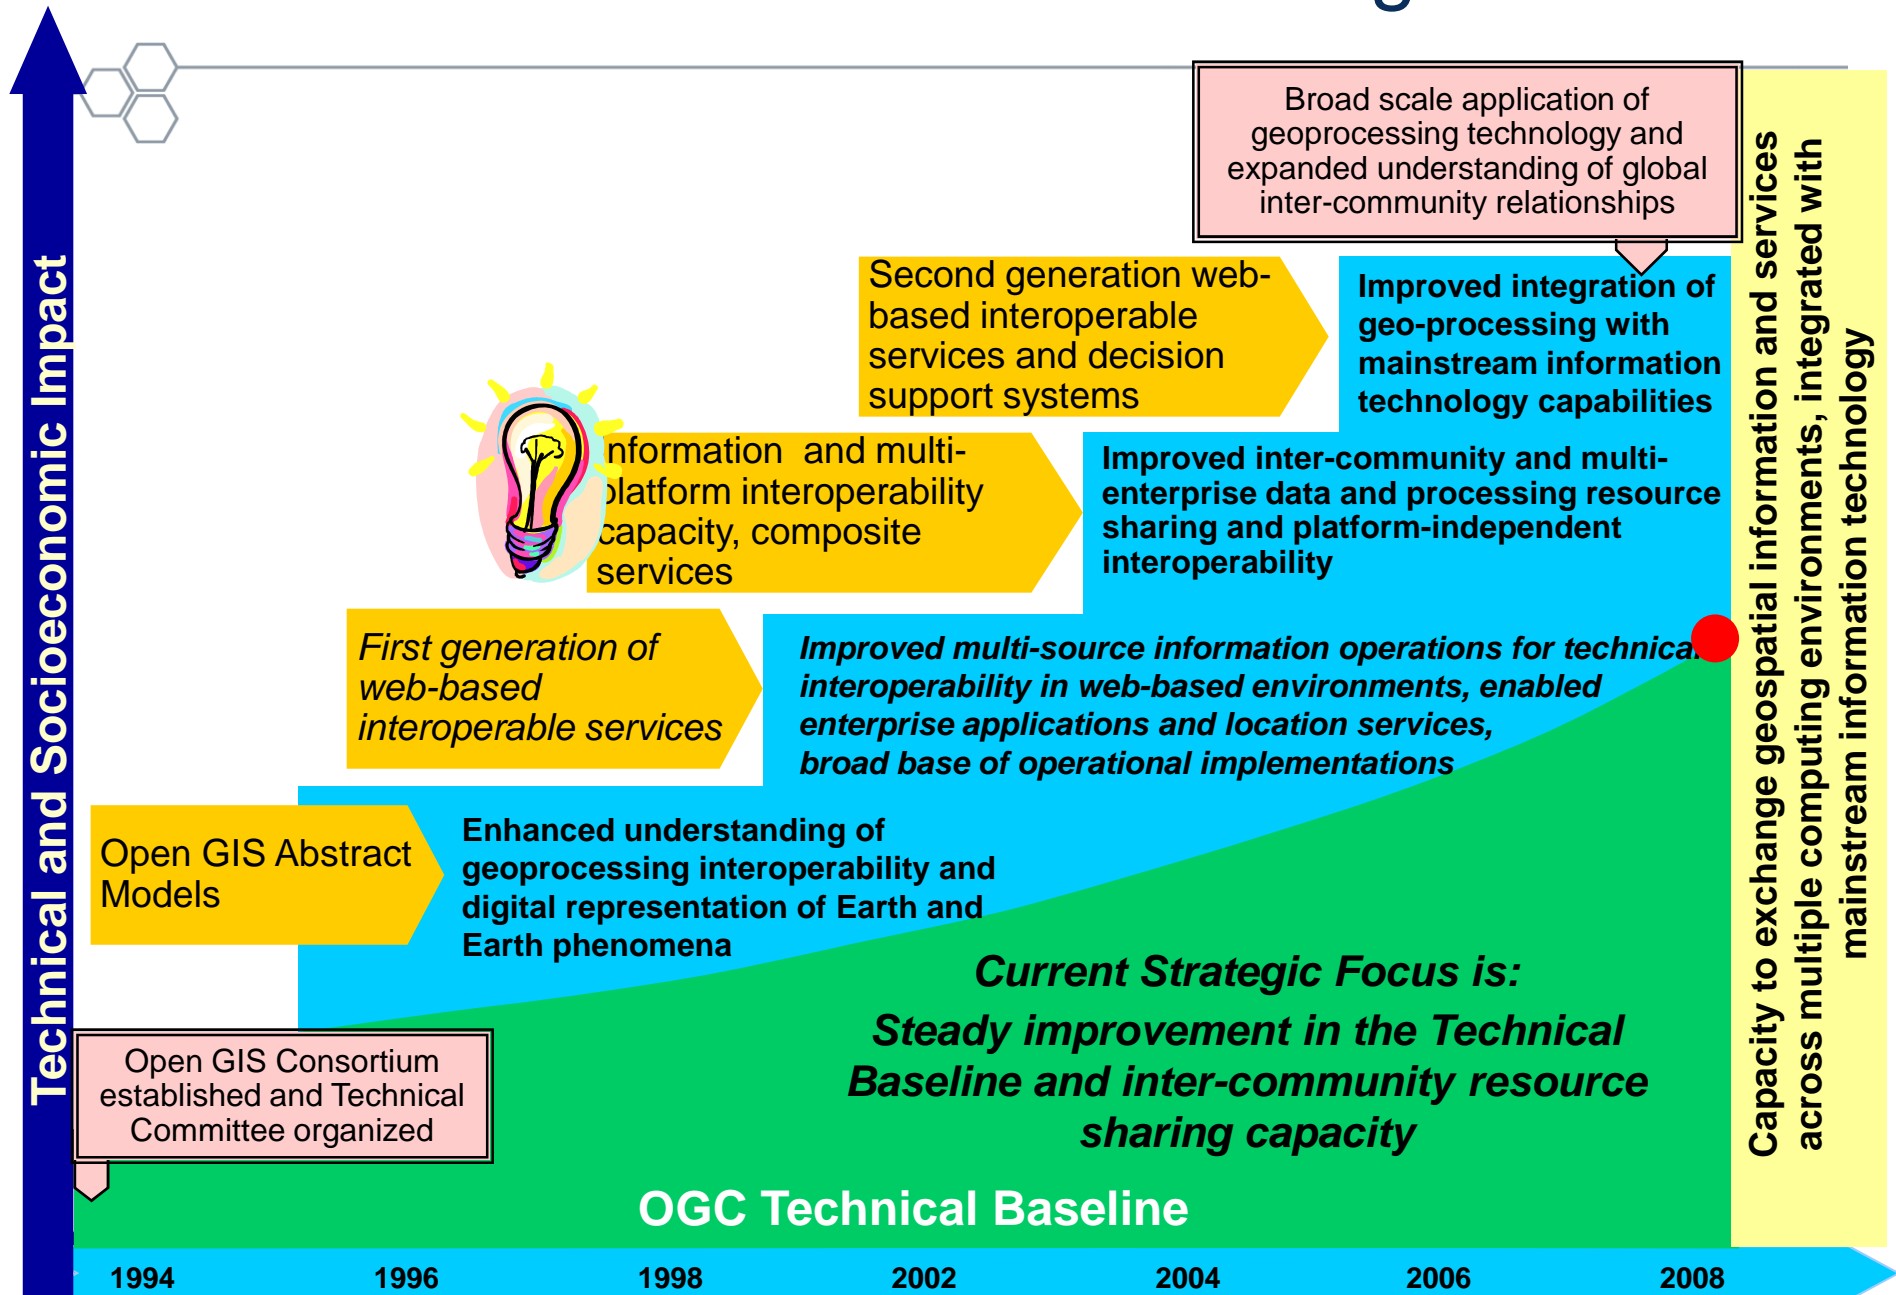 Broad scale application of
geoprocessing technology and
expanded understanding of global
inter-community relationships
Technical and Socioeconomic Impact
Second generation web-
based interoperable
services and decision
support systems
Improved integration of
geo-processing with
mainstream information
technology capabilities
nformation and multi-
platform interoperability
capacity, composite
services
Improved inter-community and multi-
enterprise data and processing resource
sharing and platform-independent
interoperability
First generation of
web-based
interoperable services
Improved multi-source information operations for technical
interoperability in web-based environments, enabled
enterprise applications and location services,
broad base of operational implementations
Open GIS Abstract
Models
Enhanced understanding of
geoprocessing interoperability and
digital representation of Earth and
Earth phenomena
Current Strategic Focus is:
Steady improvement in the Technical
Baseline and inter-community resource
sharing capacity
Open GIS Consortium
established and Technical
Committee organized
OGC Technical Baseline
Capacity to exchange geospatial information and services
across multiple computing environments, integrated with
mainstream information technology
1994 1996 1998 2002 2004 2006 2008